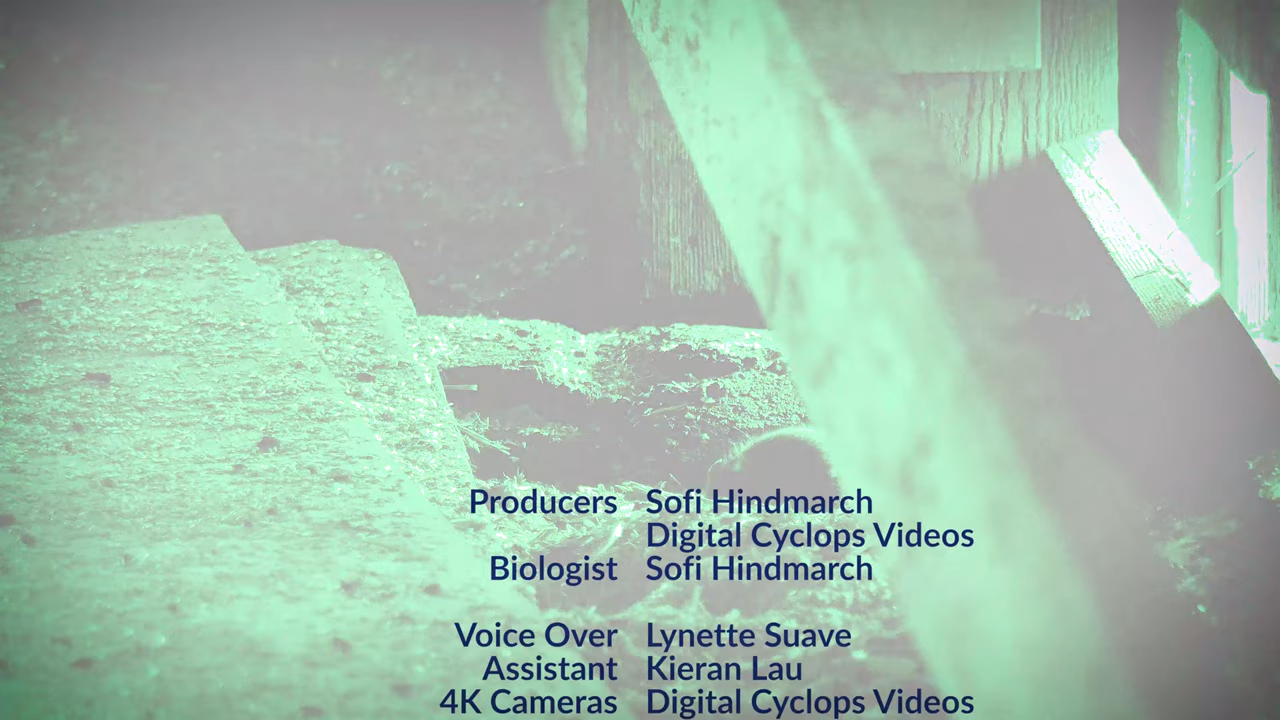 Producers Sofi Hindmarch
Digital Cyclops Videos
Biologist Sofi Hindmarch
Voice Over Lynette Suave
Assistant Kieran Lau
4K Cameras Digital Cyclops Videos